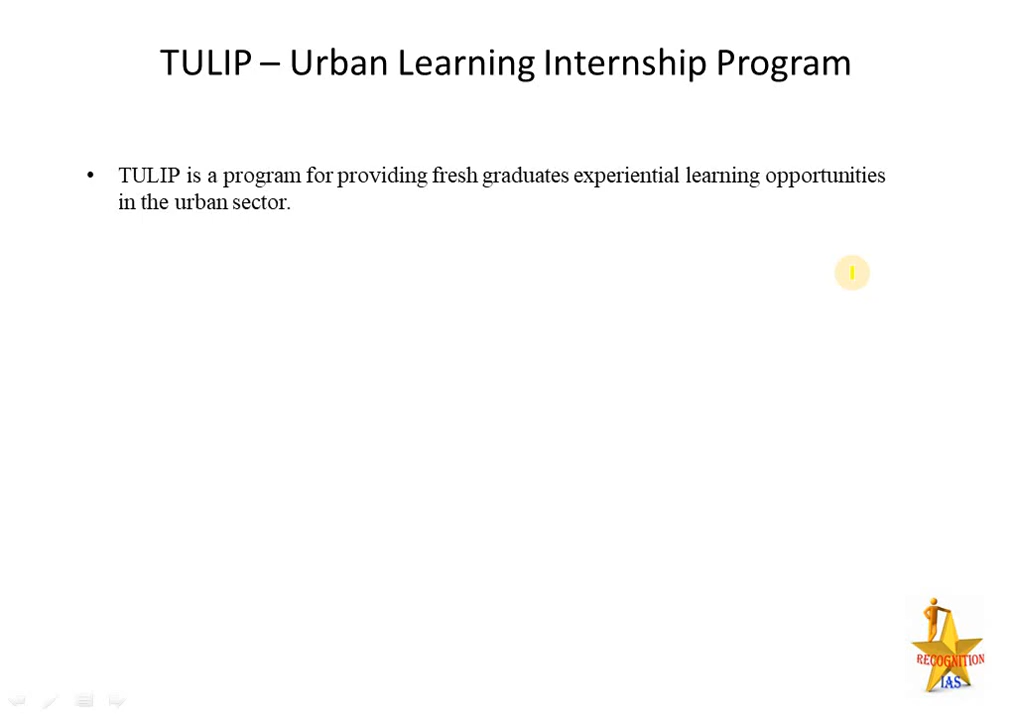 TULIP – Urban Learning Internship Program
• TULIP is a program for providing fresh graduates experiential learning opportunities
in the urban sector.
RECOGNITION
IAS